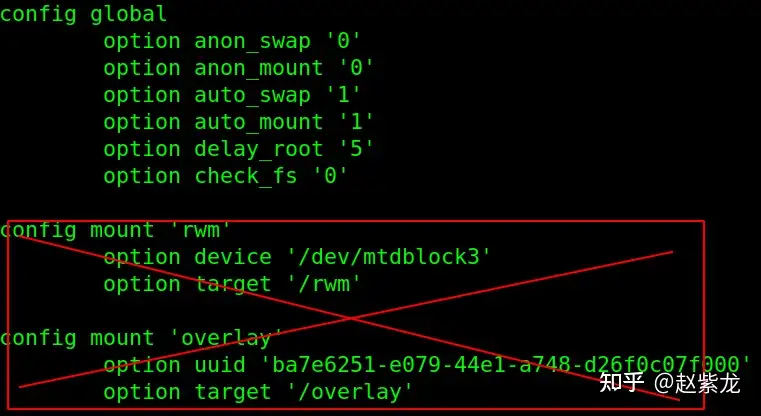 config global
option anon_swap '0'
option anon_mount '0'
option auto_swap '1'
option auto_mount '1'
option delay_root '5'
option check_fs '0'
config mount 'rwm'
option device '/dev/mtdblock3'
option target '/rwm'
config mount 'overlay'
option uuid 'ba7e6251-e079-44e1-a748-d26f0c07f000'
option target '/overlay'
知乎 @赵紫龙